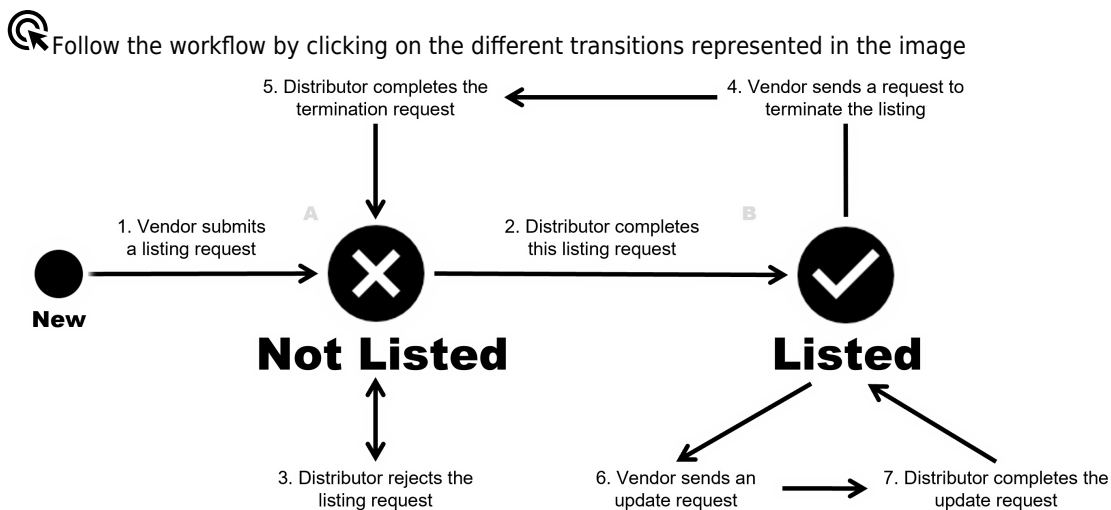 Follow the workflow by clicking on the different transitions represented in the image
5. Distributor completes the
termination request
4. Vendor sends a request to
terminate the listing
A
B
1. Vendor submits
a listing request
2. Distributor completes
this listing request
New
Not Listed
Listed
3. Distributor rejects the
listing request
6. Vendor sends an
update request
7. Distributor completes the
update request